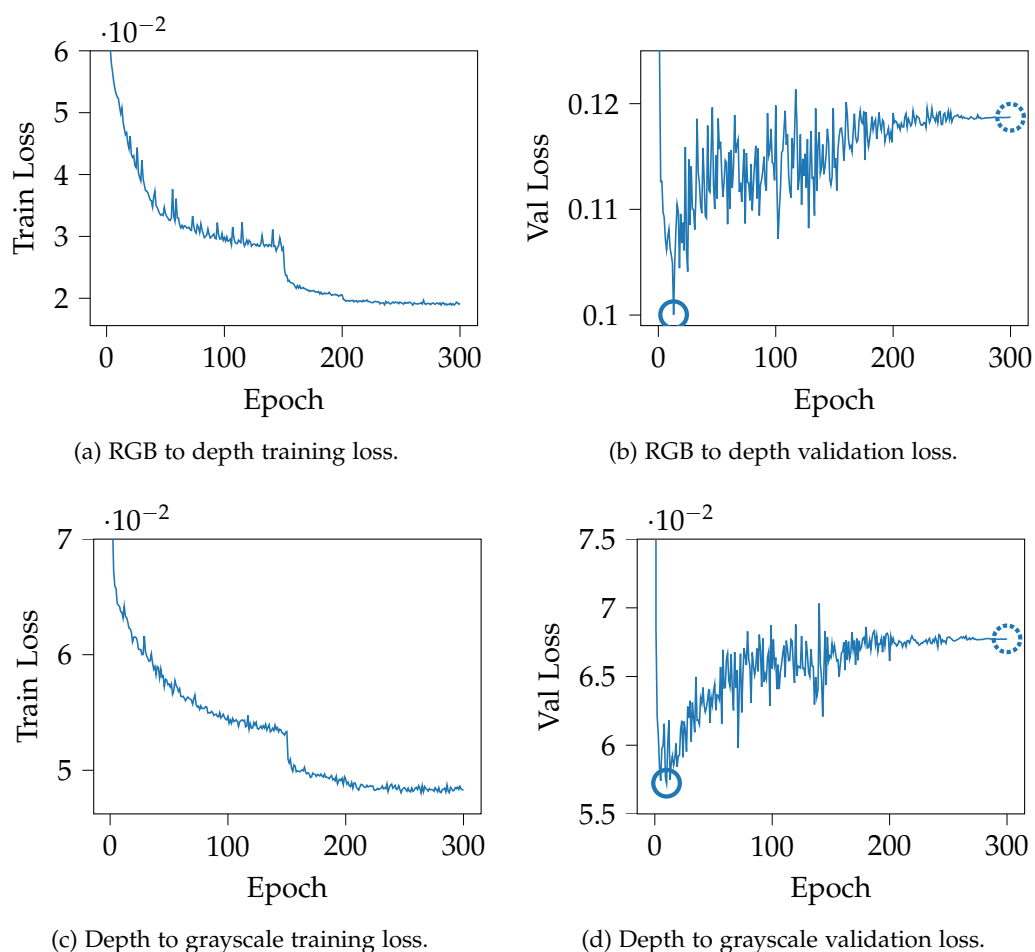 ·10−2
6
5
4
3
2
Train Loss
0 100 200 300
Epoch
(a) RGB to depth training loss.
0.12
0.11
0.1
Val Loss
0 100 200 300
Epoch
(b) RGB to depth validation loss.
·10−2
7
6
5
Train Loss
0 100 200 300
Epoch
(c) Depth to grayscale training loss.
·10−2
7.5
7
6.5
6
5.5
Val Loss
0 100 200 300
Epoch
(d) Depth to grayscale validation loss.